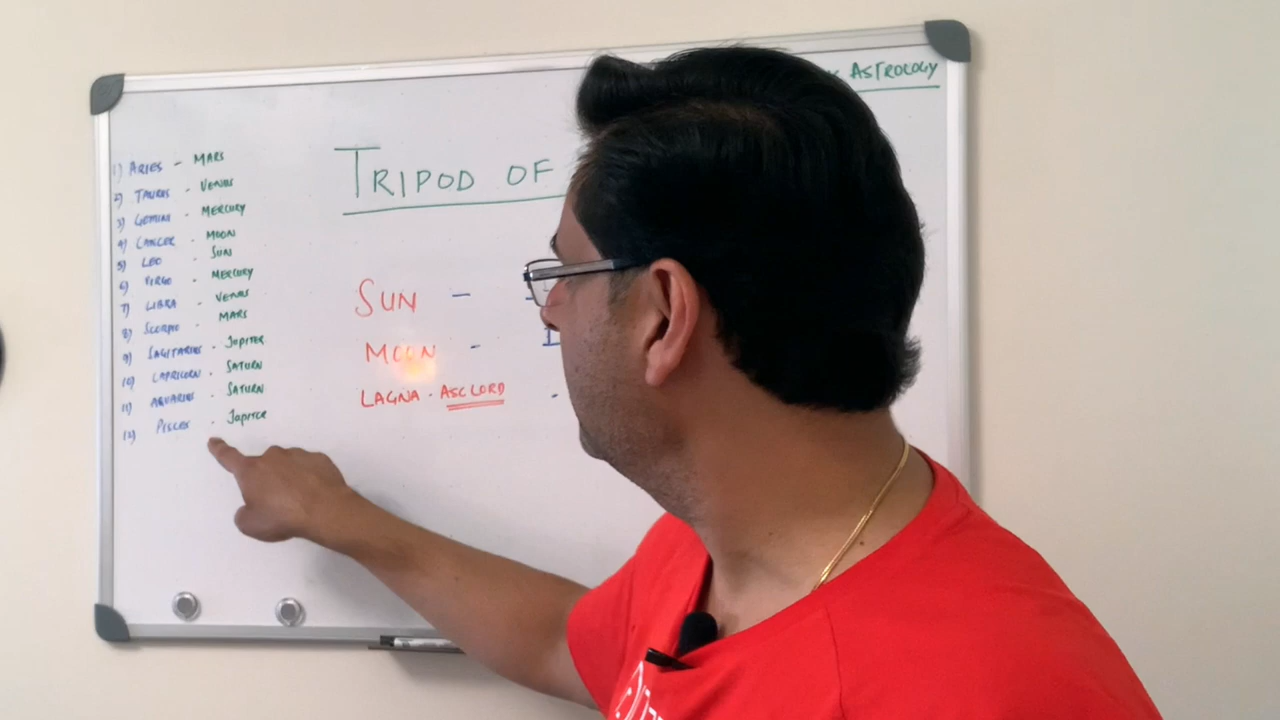 ASTROLOGY
TRIPOD OF
1) ARIES - MARS
2) TAURUS - VENUS
3) GEMINI - MERCURY
4) CANCER - MOON
5) LEO - SUN
6) VIRGO - MERCURY
7) LIBRA - VENUS
8) SCORPIO - MARS
9) SAGITARIUS - JUPITER
10) CAPRICORN - SATURN
11) AQUARIUS - SATURN
12) PISCES - JUPITER
SUN -
MOON -
LAGNA - ASC LORD -